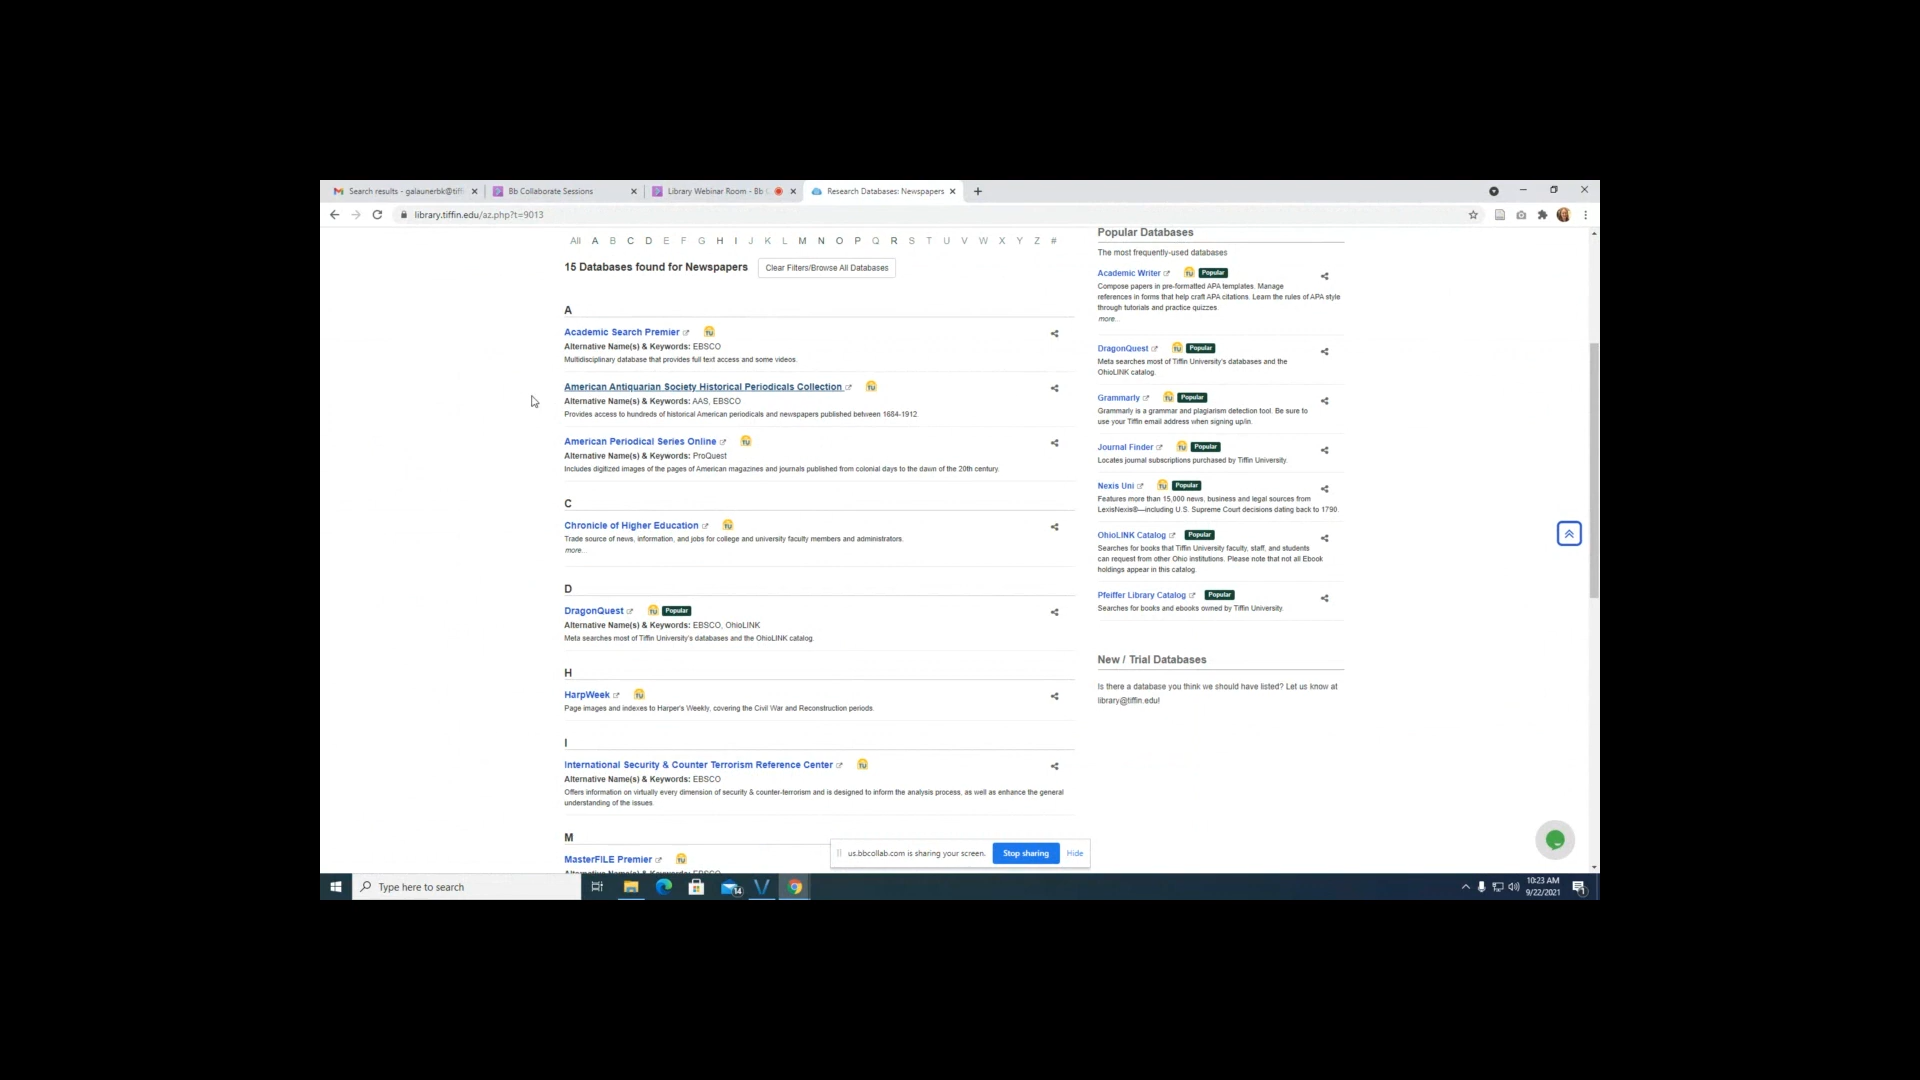 Search results - galaunerbk@tiff
Bb Collaborate Sessions
Library Webinar Room - Bb C
Research Databases: Newspapers
library.tiffin.edu/az.php?t=9013
All A B C D E F G H I J K L M N O P Q R S T U V W X Y Z #
15 Databases found for Newspapers
Clear Filters/Browse All Databases
A
Academic Search Premier
Alternative Name(s) & Keywords: EBSCO
Multidisciplinary database that provides full text access and some videos.
American Antiquarian Society Historical Periodicals Collection
Alternative Name(s) & Keywords: AAS, EBSCO
Provides access to hundreds of historical American periodicals and newspapers published between 1684-1912.
American Periodical Series Online
Alternative Name(s) & Keywords: ProQuest
Includes digitized images of the pages of American magazines and journals published from colonial days to the dawn of the 20th century.
C
Chronicle of Higher Education
Trade source of news, information, and jobs for college and university faculty members and administrators.
more...
D
DragonQuest Popular
Alternative Name(s) & Keywords: EBSCO, OhioLINK
Meta searches most of Tiffin University's databases and the OhioLINK catalog.
H
HarpWeek
Page images and indexes to Harper's Weekly, covering the Civil War and Reconstruction periods.
I
International Security & Counter Terrorism Reference Center
Alternative Name(s) & Keywords: EBSCO
Offers information on virtually every dimension of security & counter-terrorism and is designed to inform the analysis process, as well as enhance the general
understanding of the issues.
M
MasterFILE Premier
Alternative Name(s) & Keywords: EBSCO
Popular Databases
The most frequently-used databases
Academic Writer Popular
Compose papers in pre-formatted APA templates. Manage
references in forms that help craft APA citations. Learn the rules of APA style
through tutorials and practice quizzes.
more...
DragonQuest Popular
Meta searches most of Tiffin University's databases and the
OhioLINK catalog.
Grammarly Popular
Grammarly is a grammar and plagiarism detection tool. Be sure to
use your Tiffin email address when signing up/in.
Journal Finder Popular
Locates journal subscriptions purchased by Tiffin University.
Nexis Uni Popular
Features more than 15,000 news, business and legal sources from
LexisNexis®—including U.S. Supreme Court decisions dating back to 1790.
OhioLINK Catalog Popular
Searches for books that Tiffin University faculty, staff, and students
can request from other Ohio institutions. Please note that not all Ebook
holdings appear in this catalog.
Pfeiffer Library Catalog Popular
Searches for books and ebooks owned by Tiffin University.
New / Trial Databases
Is there a database you think we should have listed? Let us know at
library@tiffin.edu!
us.bbcollab.com is sharing your screen. Stop sharing Hide
Type here to search
14
10:23 AM
9/22/2021
1